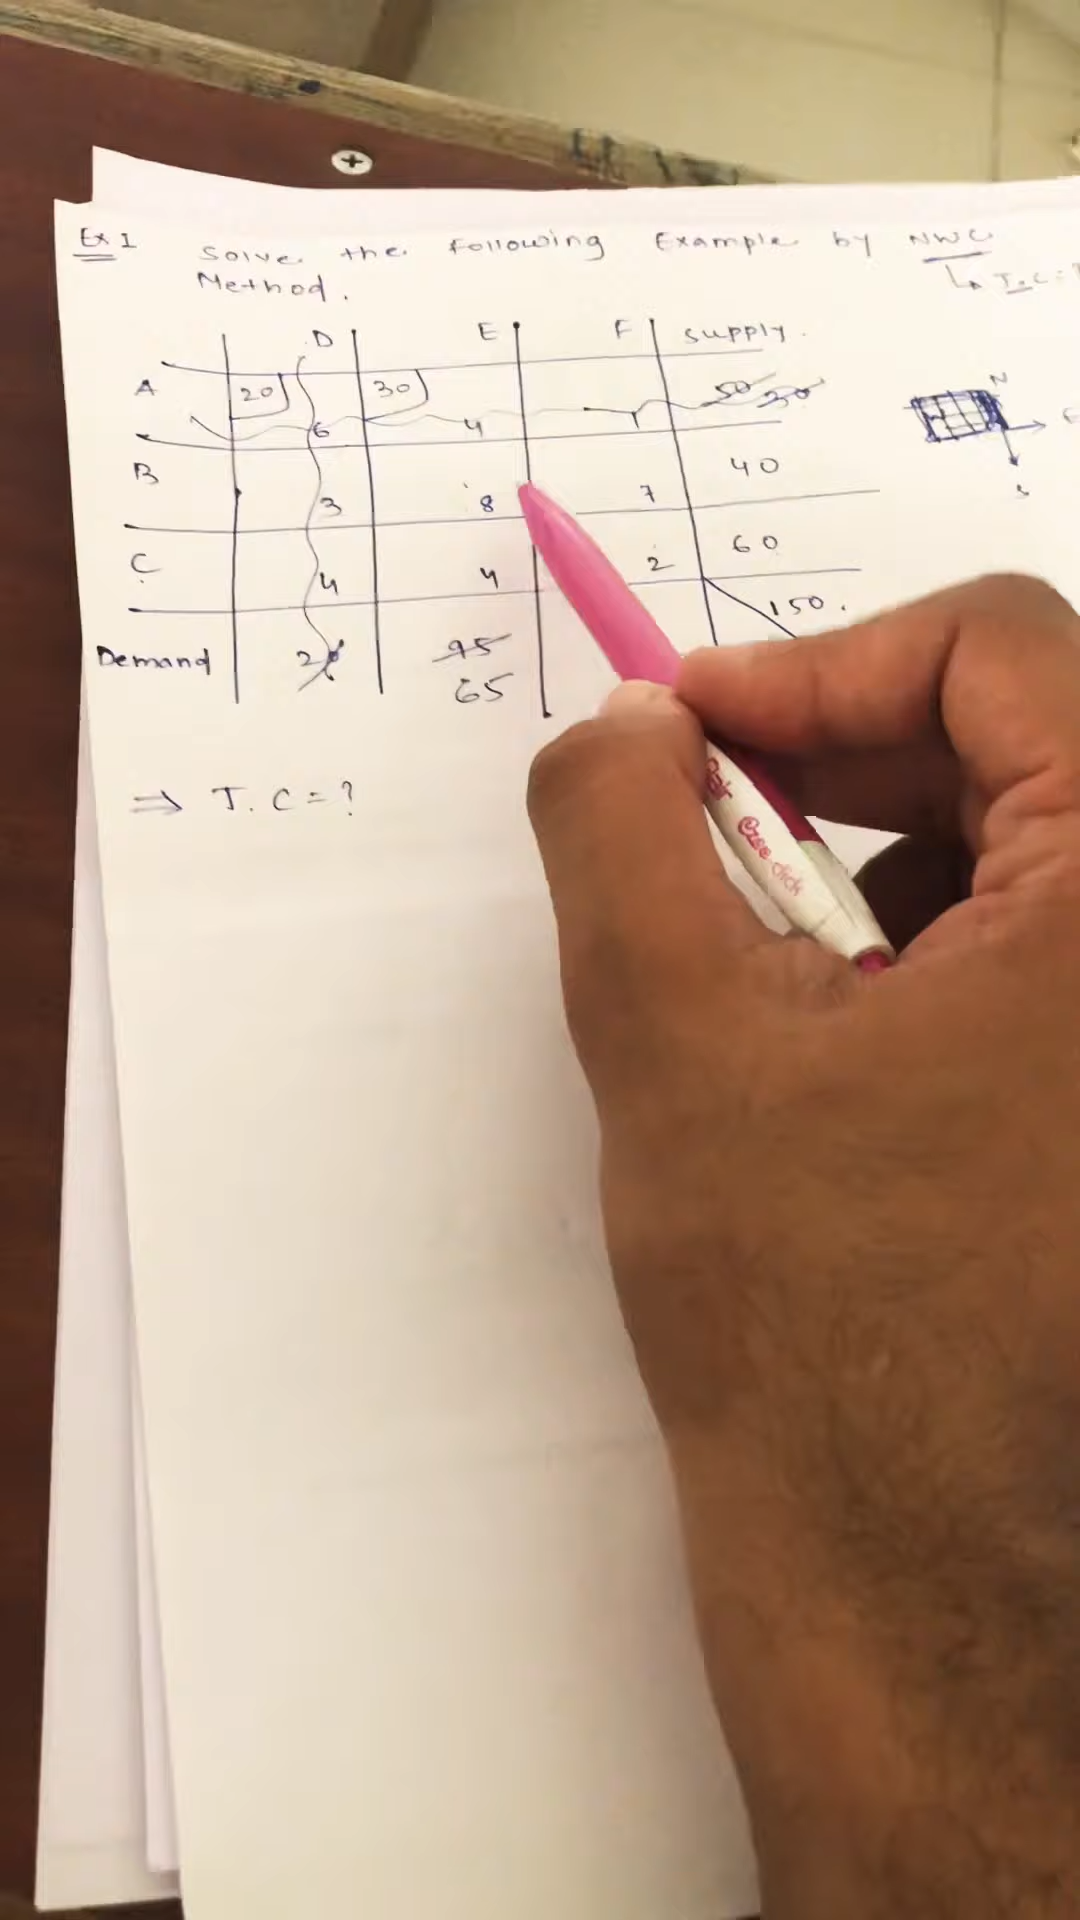 Ex 1 Solve the Following Example by NWC
Method. ↳ T.C =
D E F supply.
A 20 30 50 30
6 4 1
B 40
3 8 7
C 60
4 4 2
150.
Demand 20 95
65
⇒ T.C = ?
N
E
S